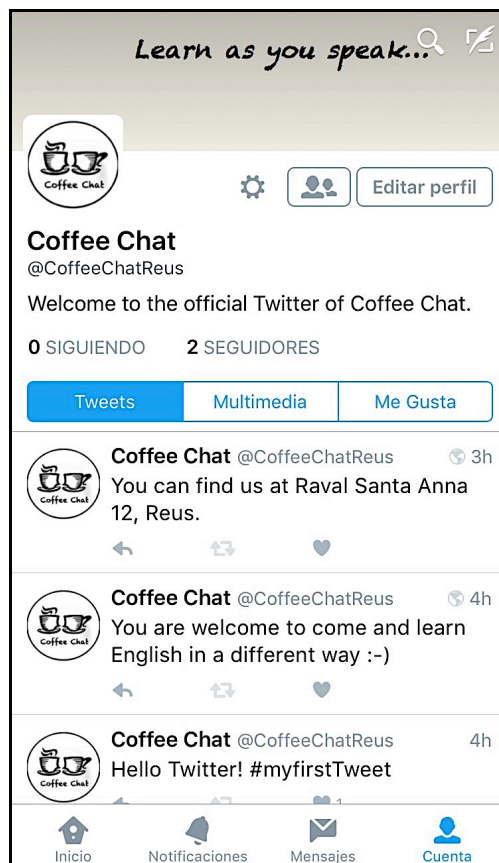 Learn as you speak...
Coffee Chat
Editar perfil
Coffee Chat
@CoffeeChatReus
Welcome to the official Twitter of Coffee Chat.
0 SIGUIENDO 2 SEGUIDORES
Tweets Multimedia Me Gusta
Coffee Chat @CoffeeChatReus 3h
Coffee Chat
You can find us at Raval Santa Anna
12, Reus.
Coffee Chat @CoffeeChatReus 4h
Coffee Chat
You are welcome to come and learn
English in a different way :-)
Coffee Chat @CoffeeChatReus 4h
Coffee Chat
Hello Twitter! #myfirstTweet
1
Inicio Notificaciones Mensajes Cuenta